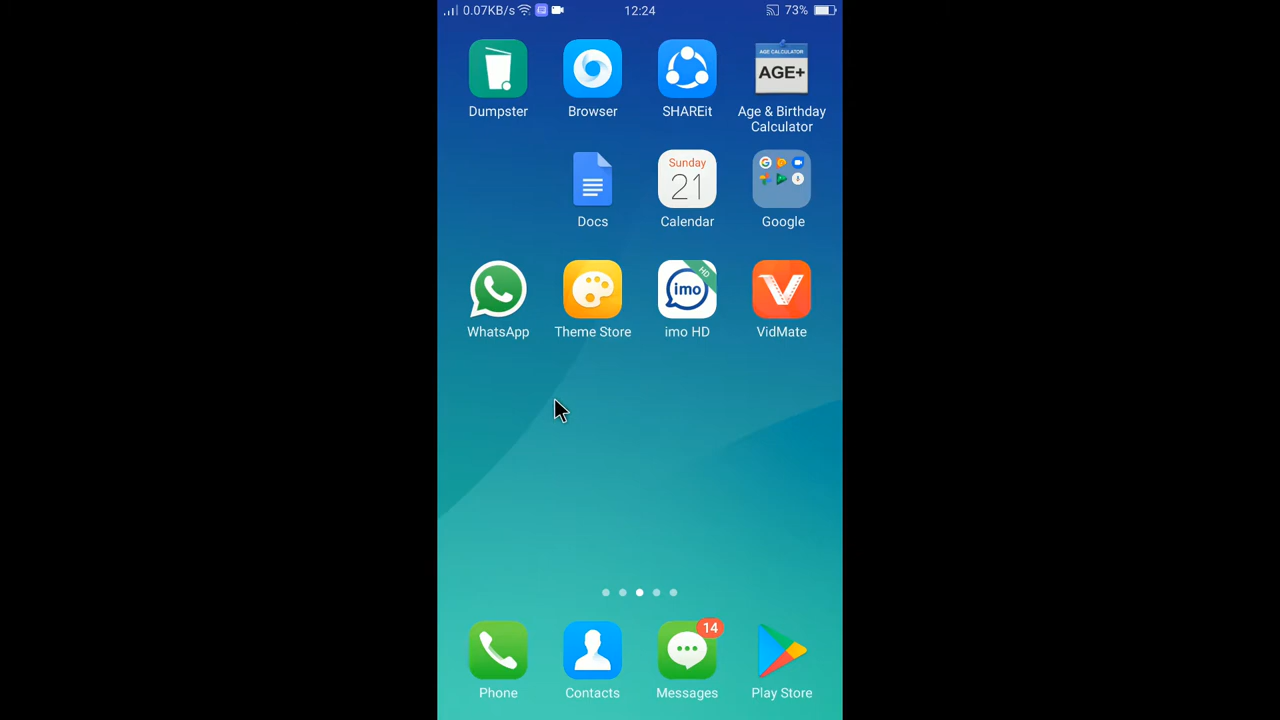 0.07KB/s 12:24 73%
AGE CALCULATOR
AGE+
Dumpster Browser SHAREit Age & Birthday
Calculator
Sunday
21
Docs Calendar Google
HD
imo
WhatsApp Theme Store imo HD VidMate
14
Phone Contacts Messages Play Store